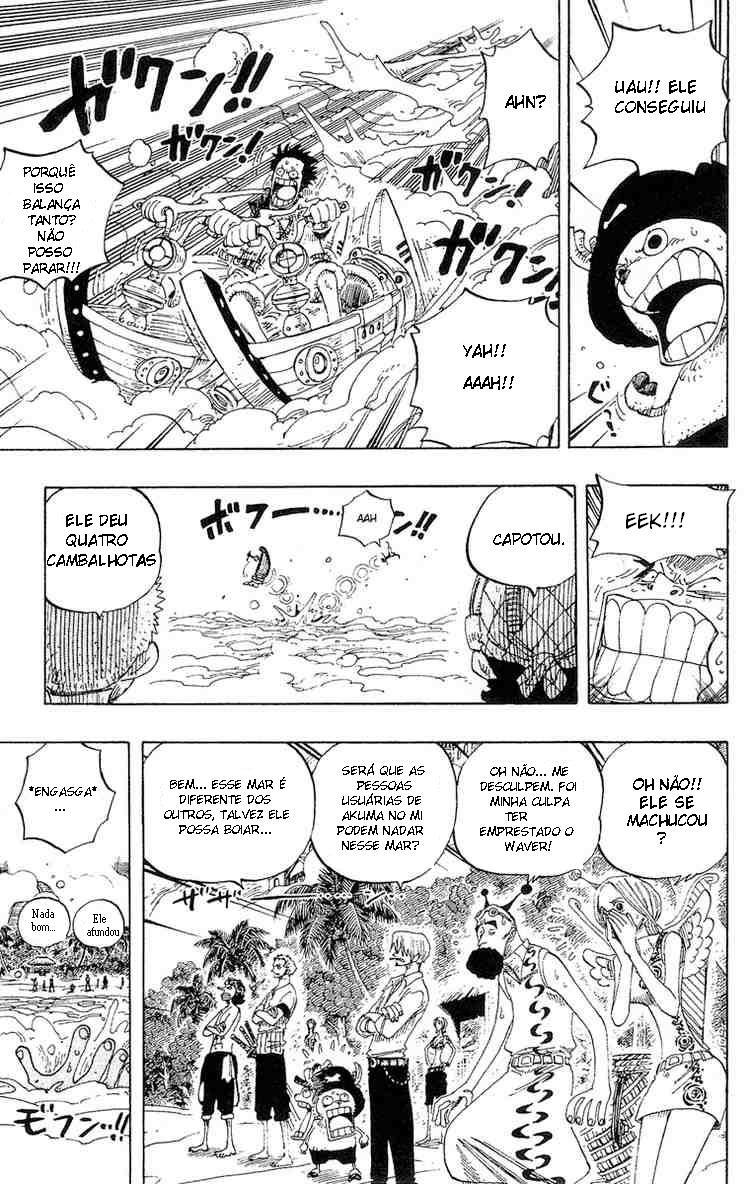 UAU!! ELE
CONSEGUIU
AHN?
ガクン!!
ガクン!
ガクン!
ガクン!!
PORQUÊ
ISSO
BALANÇA
TANTO?
NÃO
POSSO
PARAR!!!
YAH!!
AAAH!!
EEK!!!
CAPOTOU.
ボフー……ン!!
AAH
ELE DEU
QUATRO
CAMBALHOTAS
OH NÃO!!
ELE SE
MACHUCOU
?
OH NÃO... ME
DESCULPEM. FOI
MINHA CULPA
TER
EMPRESTADO O
WAVER!
SERÁ QUE AS
PESSOAS
USUÁRIAS DE
AKUMA NO MI
PODEM NADAR
NESSE MAR?
BEM... ESSE MAR É
DIFERENTE DOS
OUTROS, TALVEZ ELE
POSSA BOIAR...
*ENGASGA*
...
Ele
afundou
Nada
bom...
モフン…!!